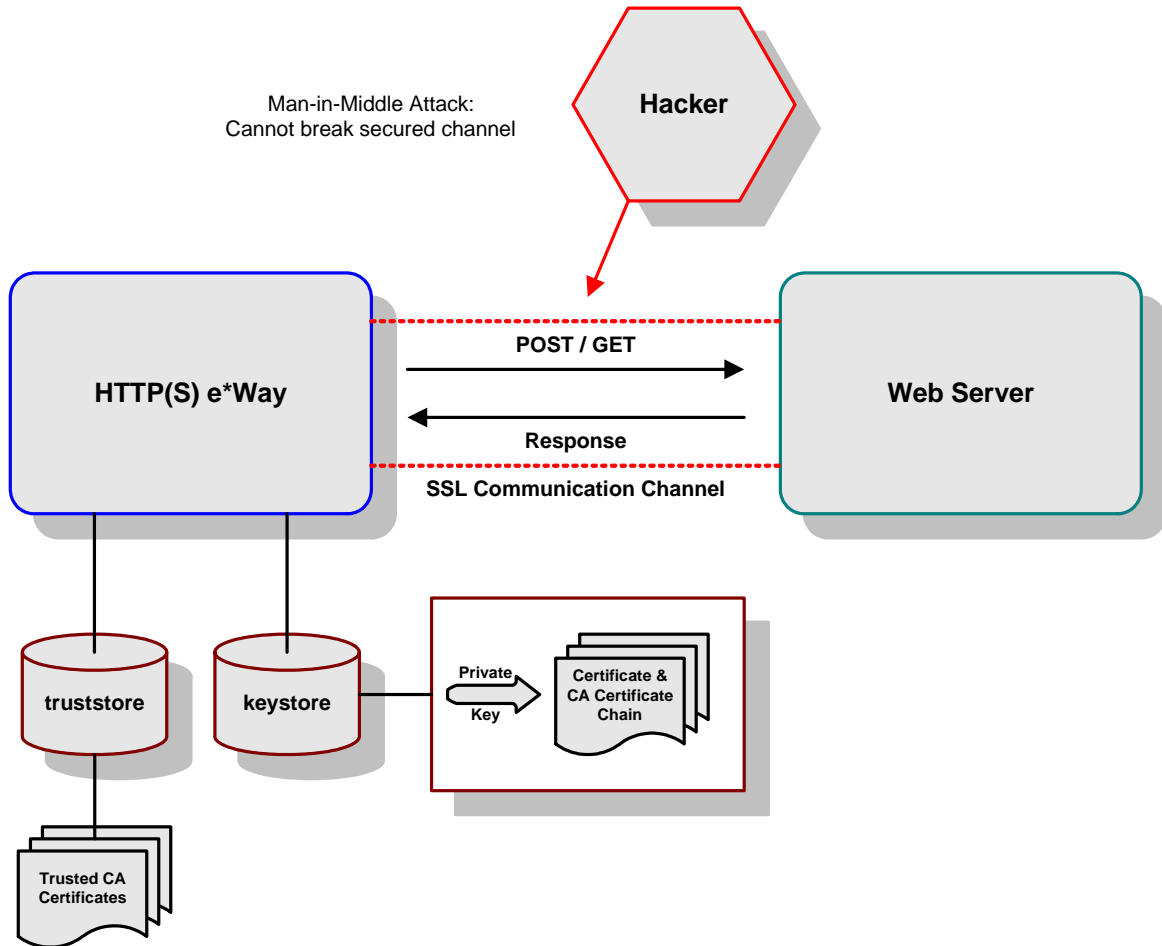 Man-in-Middle Attack:
Cannot break secured channel
Hacker
HTTP(S) e*Way
POST / GET
Response
SSL Communication Channel
Web Server
truststore
keystore
Private
Key
Certificate &
CA Certificate
Chain
Trusted CA
Certificates